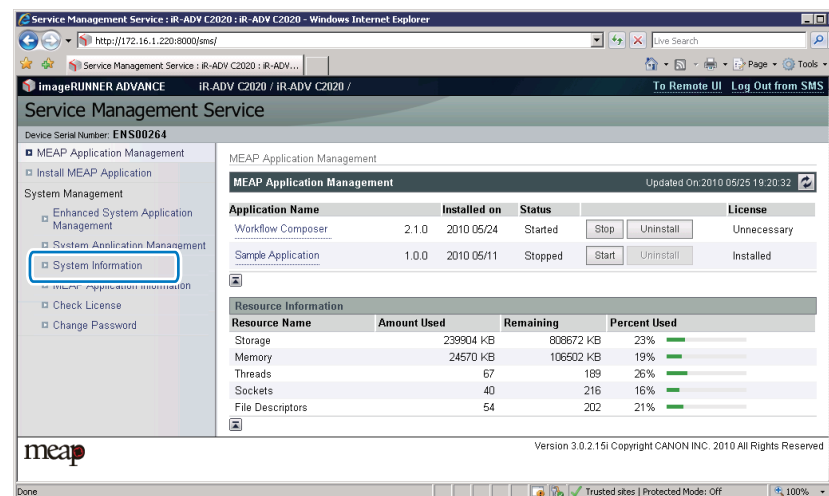 Service Management Service : iR-ADV C2020 : iR-ADV C2020 - Windows Internet Explorer
http://172.16.1.220:8000/sms/
Live Search
Service Management Service : iR-ADV C2020 : iR-ADV...
Page
Tools
imageRUNNER ADVANCE iR-ADV C2020 / iR-ADV C2020 /
To Remote UI Log Out from SMS
Service Management Service
Device Serial Number: ENS00264
MEAP Application Management
Install MEAP Application
System Management
Enhanced System Application
Management
System Application Management
System Information
MEAP Application Information
Check License
Change Password
MEAP Application Management
MEAP Application Management Updated On:2010 05/25 19:20:32
Application Name Installed on Status License
Workflow Composer 2.1.0 2010 05/24 Started Stop Uninstall Unnecessary
Sample Application 1.0.0 2010 05/11 Stopped Start Uninstall Installed
Resource Information
Resource Name Amount Used Remaining Percent Used
Storage 239904 KB 808672 KB 23%
Memory 24570 KB 106502 KB 19%
Threads 67 189 26%
Sockets 40 216 16%
File Descriptors 54 202 21%
meap
Version 3.0.2.15i Copyright CANON INC. 2010 All Rights Reserved
Done
Trusted sites | Protected Mode: Off
100%